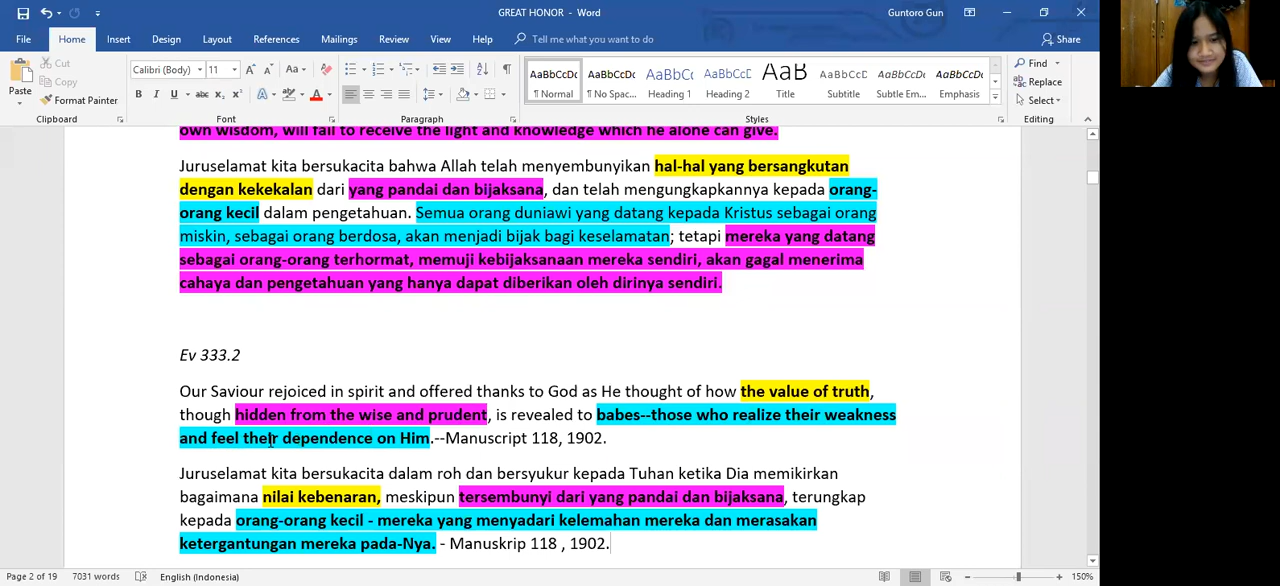 GREAT HONOR - Word
Guntoro Gun
File Home Insert Design Layout References Mailings Review View Help Tell me what you want to do Share
Paste Cut Copy Format Painter Clipboard
Calibri (Body) 11 Font
Paragraph
AaBbCcDc AaBbCcDc AaBbCc AaBbCcD AaB AaBbCcD AaBbCcDc AaBbCcDc
¶ Normal ¶ No Spac... Heading 1 Heading 2 Title Subtitle Subtle Em... Emphasis
Styles
Find Replace Select Editing
own wisdom, will fail to receive the light and knowledge which he alone can give.
Juruselamat kita bersukacita bahwa Allah telah menyembunyikan hal-hal yang bersangkutan
dengan kekekalan dari yang pandai dan bijaksana, dan telah mengungkapkannya kepada orang-
orang kecil dalam pengetahuan. Semua orang duniawi yang datang kepada Kristus sebagai orang
miskin, sebagai orang berdosa, akan menjadi bijak bagi keselamatan; tetapi mereka yang datang
sebagai orang-orang terhormat, memuji kebijaksanaan mereka sendiri, akan gagal menerima
cahaya dan pengetahuan yang hanya dapat diberikan oleh dirinya sendiri.
Ev 333.2
Our Saviour rejoiced in spirit and offered thanks to God as He thought of how the value of truth,
though hidden from the wise and prudent, is revealed to babes--those who realize their weakness
and feel their dependence on Him.--Manuscript 118, 1902.
Juruselamat kita bersukacita dalam roh dan bersyukur kepada Tuhan ketika Dia memikirkan
bagaimana nilai kebenaran, meskipun tersembunyi dari yang pandai dan bijaksana, terungkap
kepada orang-orang kecil - mereka yang menyadari kelemahan mereka dan merasakan
ketergantungan mereka pada-Nya. - Manuskrip 118 , 1902.
Page 2 of 19 7031 words English (Indonesia) 150%